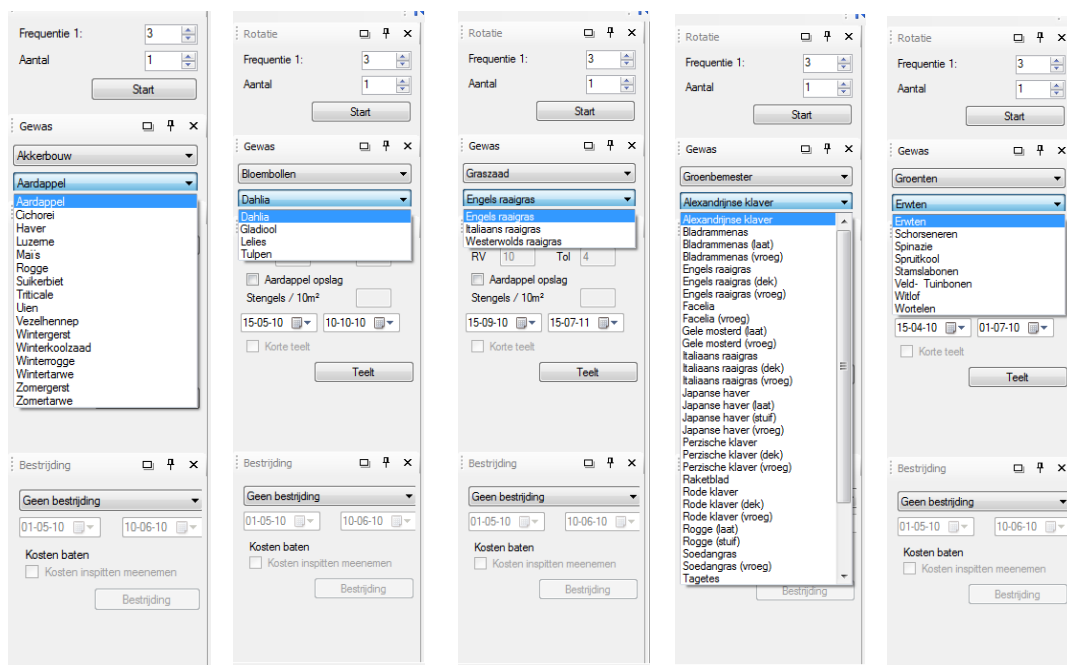 Frequentie 1: 3
Aantal 1
Start
Gewas
Akkerbouw
Aardappel
Aardappel
Cichorei
Haver
Luzerne
Maïs
Rogge
Suikerbiet
Triticale
Uien
Vezelhennep
Wintergerst
Winterkoolzaad
Winterrogge
Wintertarwe
Zomergerst
Zomertarwe
Bestrijding
Geen bestrijding
01-05-10 10-06-10
Kosten baten
Kosten inspitten meenemen
Bestrijding
Rotatie
Frequentie 1: 3
Aantal 1
Start
Gewas
Bloembollen
Dahlia
Dahlia
Gladiool
Lelies
Tulpen
Aardappel opslag
Stengels / 10m²
15-05-10 10-10-10
Korte teelt
Teelt
Bestrijding
Geen bestrijding
01-05-10 10-06-10
Kosten baten
Kosten inspitten meenemen
Bestrijding
Rotatie
Frequentie 1: 3
Aantal 1
Start
Gewas
Graszaad
Engels raaigras
Engels raaigras
Italiaans raaigras
Westerwolds raaigras
RV 10 Tol 4
Aardappel opslag
Stengels / 10m²
15-09-10 15-07-11
Korte teelt
Teelt
Bestrijding
Geen bestrijding
01-05-10 10-06-10
Kosten baten
Kosten inspitten meenemen
Bestrijding
Rotatie
Frequentie 1: 3
Aantal 1
Start
Gewas
Groenbemester
Alexandrijnse klaver
Alexandrijnse klaver
Bladrammenas
Bladrammenas (laat)
Bladrammenas (vroeg)
Engels raaigras
Engels raaigras (dek)
Engels raaigras (vroeg)
Facelia
Facelia (vroeg)
Gele mosterd (laat)
Gele mosterd (vroeg)
Italiaans raaigras
Italiaans raaigras (dek)
Italiaans raaigras (vroeg)
Japanse haver
Japanse haver (laat)
Japanse haver (stuif)
Japanse haver (vroeg)
Perzische klaver
Perzische klaver (dek)
Perzische klaver (vroeg)
Raketblad
Rode klaver
Rode klaver (dek)
Rode klaver (vroeg)
Rogge (laat)
Rogge (stuif)
Soedangras
Soedangras (vroeg)
Tagetes
Bestrijding
Rotatie
Frequentie 1: 3
Aantal 1
Start
Gewas
Groenten
Erwten
Erwten
Schorseneren
Spinazie
Spruitkool
Stamslabonen
Veld- Tuinbonen
Witlof
Wortelen
15-04-10 01-07-10
Korte teelt
Teelt
Bestrijding
Geen bestrijding
01-05-10 10-06-10
Kosten baten
Kosten inspitten meenemen
Bestrijding